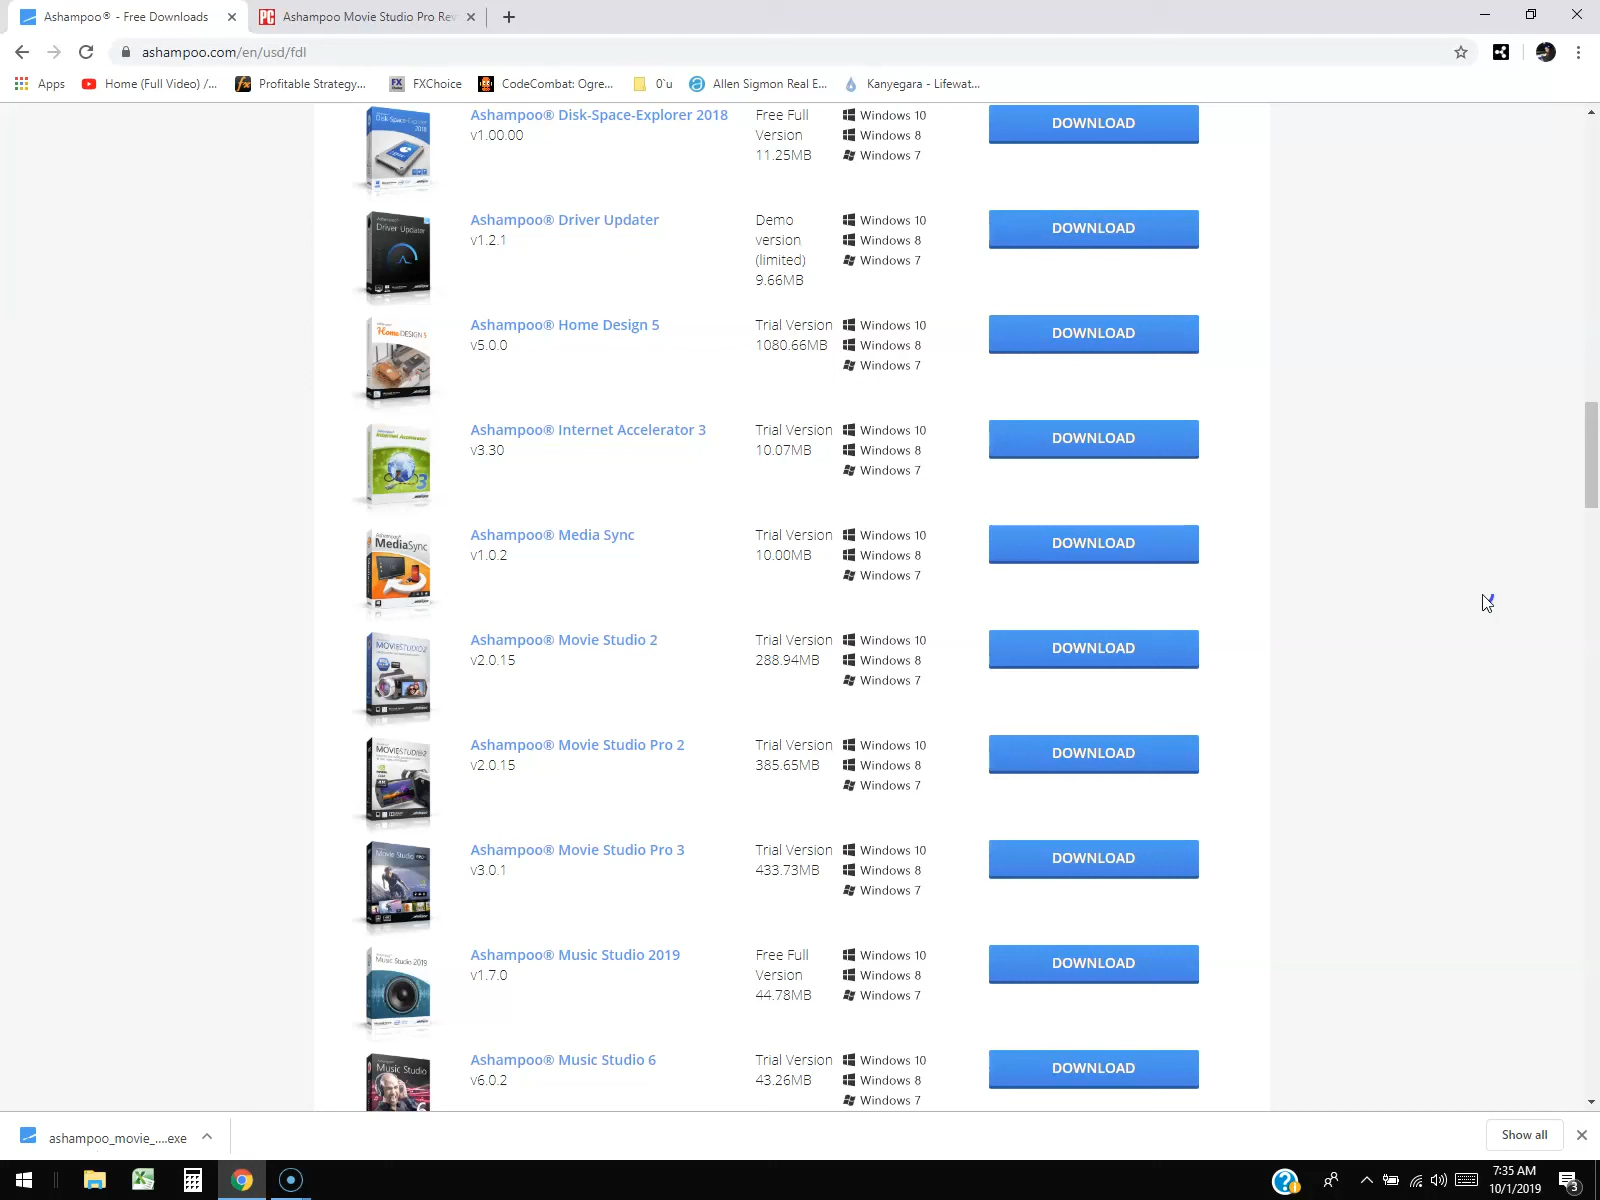 Ashampoo® - Free Downloads
Ashampoo Movie Studio Pro Rev
ashampoo.com/en/usd/fdl
Apps
Home (Full Video) /...
Profitable Strategy...
FXChoice
CodeCombat: Ogre...
0`u
Allen Sigmon Real E...
Kanyegara - Lifewat...
Ashampoo® Disk-Space-Explorer 2018
v1.00.00
Free Full
Version
11.25MB
Windows 10
Windows 8
Windows 7
DOWNLOAD
Ashampoo® Driver Updater
v1.2.1
Demo
version
(limited)
9.66MB
Windows 10
Windows 8
Windows 7
DOWNLOAD
Ashampoo® Home Design 5
v5.0.0
Trial Version
1080.66MB
Windows 10
Windows 8
Windows 7
DOWNLOAD
Ashampoo® Internet Accelerator 3
v3.30
Trial Version
10.07MB
Windows 10
Windows 8
Windows 7
DOWNLOAD
Ashampoo® Media Sync
v1.0.2
Trial Version
10.00MB
Windows 10
Windows 8
Windows 7
DOWNLOAD
Ashampoo® Movie Studio 2
v2.0.15
Trial Version
288.94MB
Windows 10
Windows 8
Windows 7
DOWNLOAD
Ashampoo® Movie Studio Pro 2
v2.0.15
Trial Version
385.65MB
Windows 10
Windows 8
Windows 7
DOWNLOAD
Ashampoo® Movie Studio Pro 3
v3.0.1
Trial Version
433.73MB
Windows 10
Windows 8
Windows 7
DOWNLOAD
Ashampoo® Music Studio 2019
v1.7.0
Free Full
Version
44.78MB
Windows 10
Windows 8
Windows 7
DOWNLOAD
Ashampoo® Music Studio 6
v6.0.2
Trial Version
43.26MB
Windows 10
Windows 8
Windows 7
DOWNLOAD
ashampoo_movie_....exe
Show all
7:35 AM
10/1/2019
3